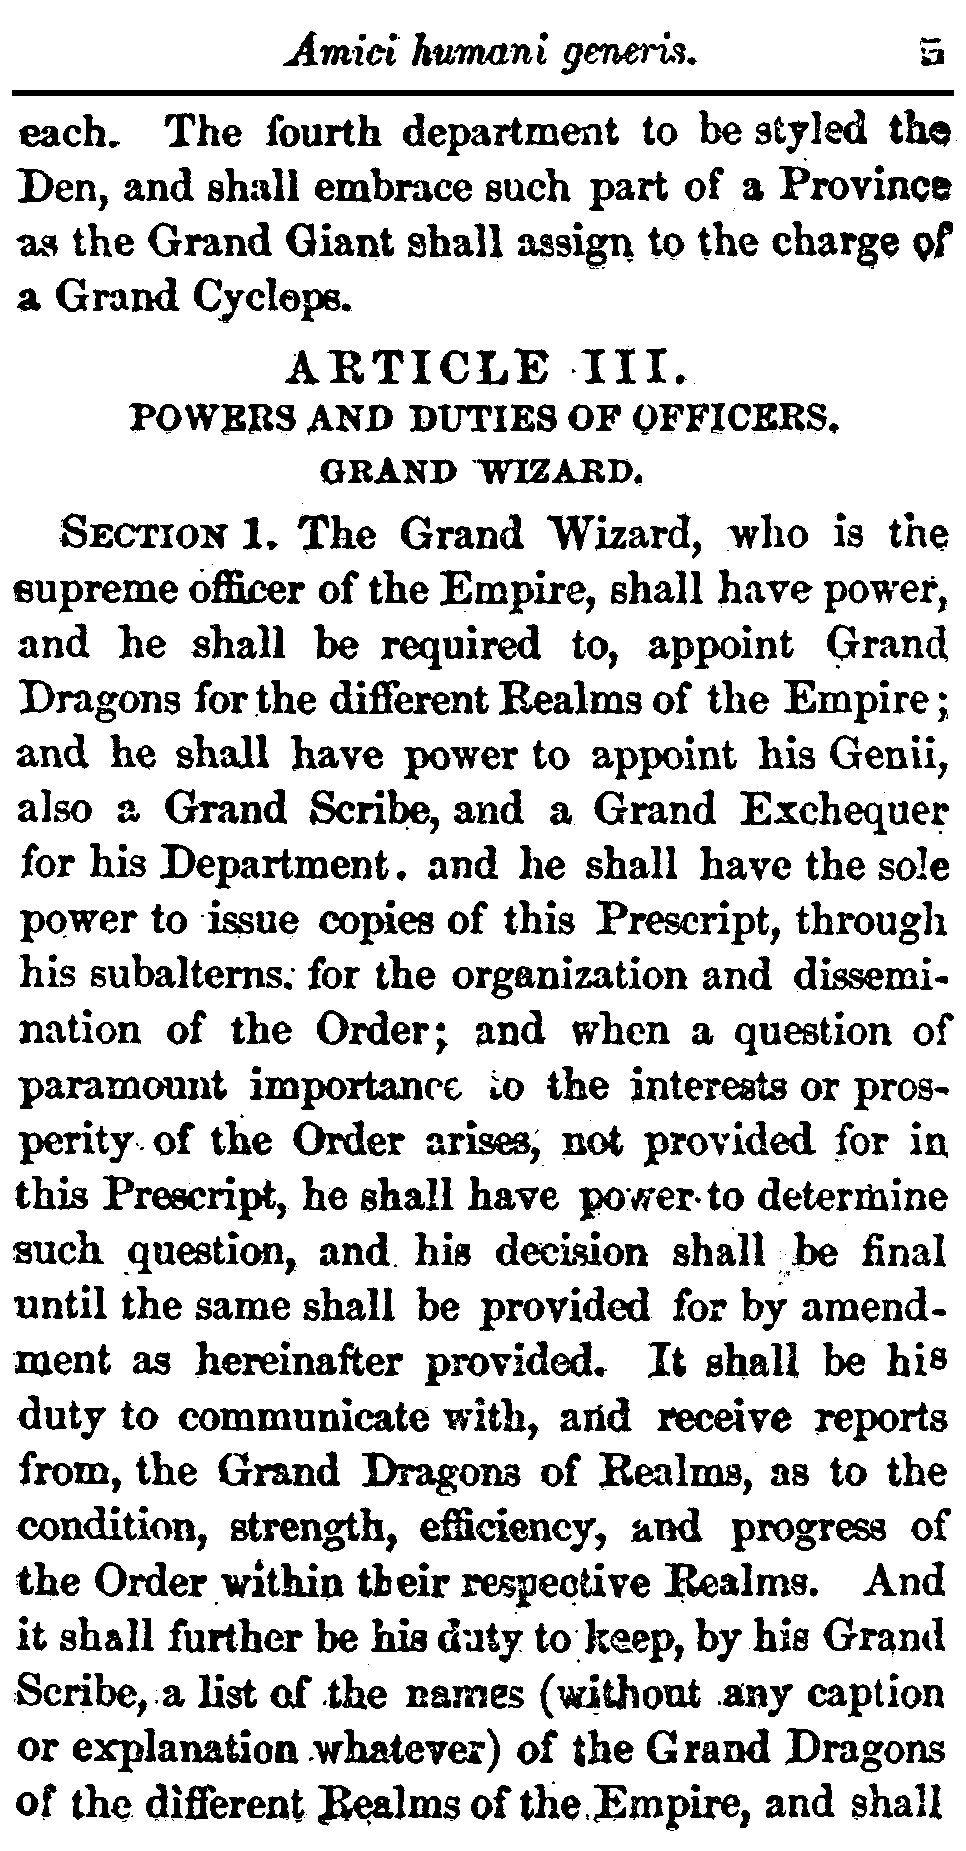 Amici humani generis. 5
each. The fourth department to be styled the
Den, and shall embrace such part of a Province
as the Grand Giant shall assign to the charge of
a Grand Cyclops.
ARTICLE III.
POWERS AND DUTIES OF OFFICERS.
GRAND WIZARD.
SECTION 1. The Grand Wizard, who is the
supreme officer of the Empire, shall have power,
and he shall be required to, appoint Grand
Dragons for the different Realms of the Empire;
and he shall have power to appoint his Genii,
also a Grand Scribe, and a Grand Exchequer
for his Department. and he shall have the sole
power to issue copies of this Prescript, through
his subalterns. for the organization and dissemi-
nation of the Order; and when a question of
paramount importance to the interests or pros-
perity of the Order arises, not provided for in
this Prescript, he shall have power to determine
such question, and his decision shall be final
until the same shall be provided for by amend-
ment as hereinafter provided. It shall be his
duty to communicate with, and receive reports
from, the Grand Dragons of Realms, as to the
condition, strength, efficiency, and progress of
the Order within their respective Realms. And
it shall further be his duty to keep, by his Grand
Scribe, a list of the names (without any caption
or explanation whatever) of the Grand Dragons
of the different Realms of the Empire, and shall